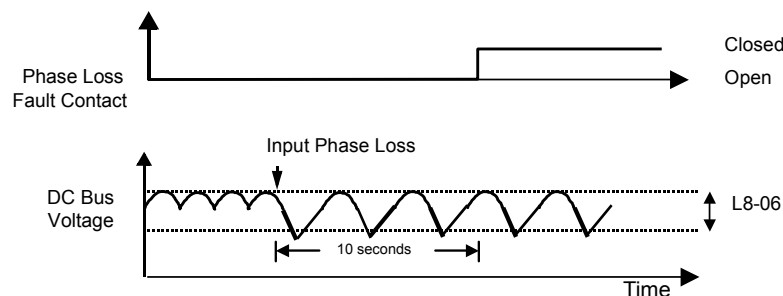 Closed
Phase Loss
Fault Contact
Open
Input Phase Loss
DC Bus
Voltage
L8-06
10 seconds
Time